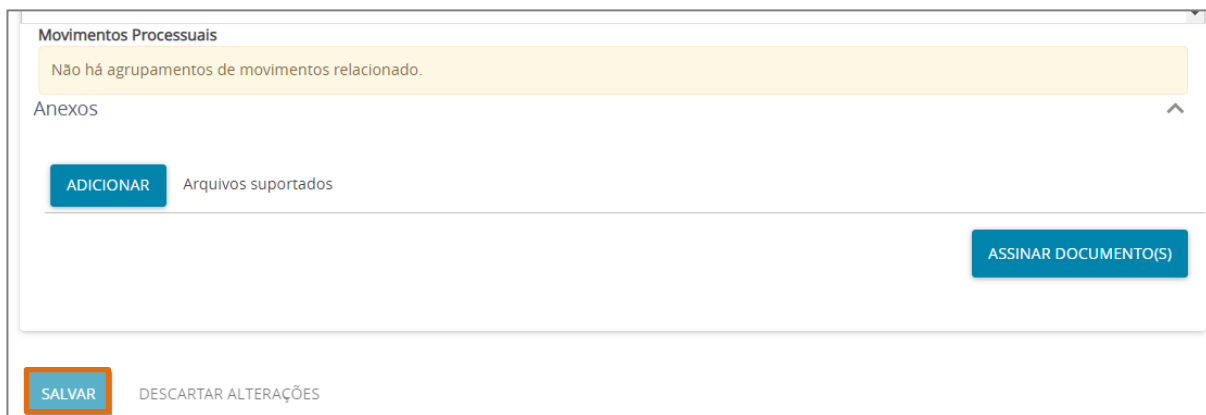 Movimentos Processuais
Não há agrupamentos de movimentos relacionado.
Anexos
ADICIONAR Arquivos suportados
ASSINAR DOCUMENTO(S)
SALVAR DESCARTAR ALTERAÇÕES